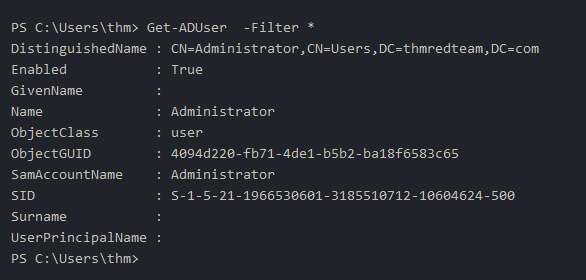 PS C:\Users\thm> Get-ADUser  -Filter *
DistinguishedName : CN=Administrator,CN=Users,DC=thmredteam,DC=com
Enabled           : True
GivenName         :
Name              : Administrator
ObjectClass       : user
ObjectGUID        : 4094d220-fb71-4de1-b5b2-ba18f6583c65
SamAccountName    : Administrator
SID               : S-1-5-21-1966530601-3185510712-10604624-500
Surname           :
UserPrincipalName :
PS C:\Users\thm>